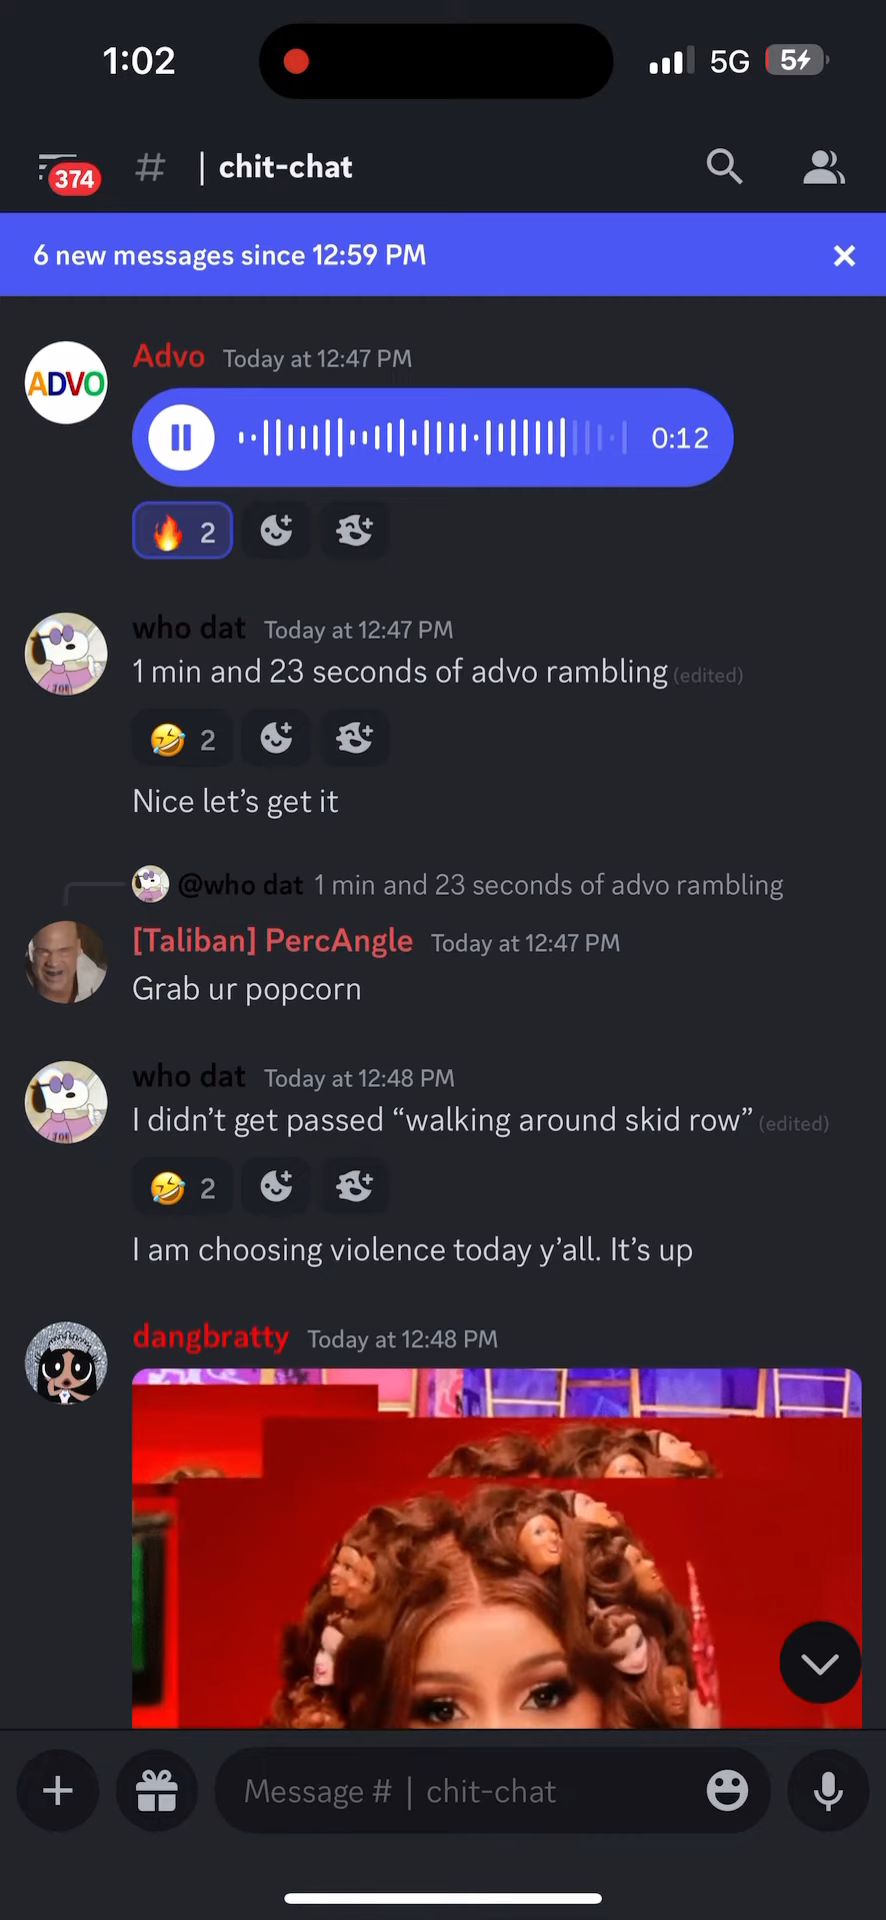 1:02
5G
5
374
# | chit-chat
6 new messages since 12:59 PM
ADVO
Advo Today at 12:47 PM
0:12
🔥 2
who dat Today at 12:47 PM
1 min and 23 seconds of advo rambling (edited)
🤣 2
Nice let’s get it
@who dat 1 min and 23 seconds of advo rambling
[Taliban] PercAngle Today at 12:47 PM
Grab ur popcorn
who dat Today at 12:48 PM
I didn’t get passed “walking around skid row” (edited)
🤣 2
I am choosing violence today y’all. It’s up
dangbratty Today at 12:48 PM
Message # | chit-chat